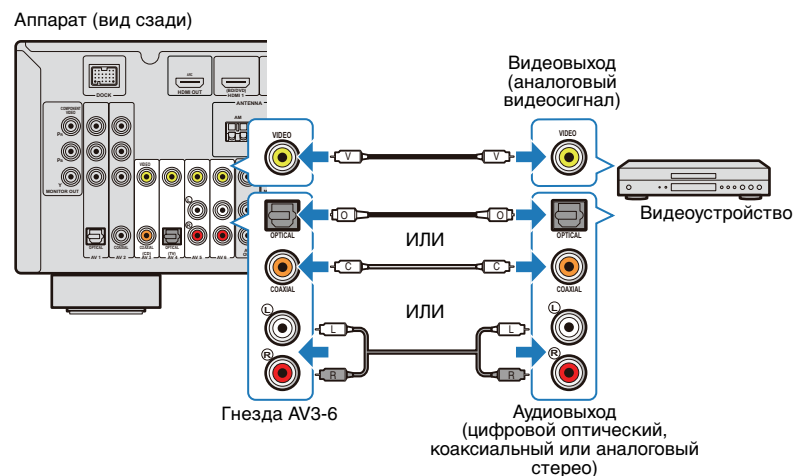 Аппарат (вид сзади)
DOCK
HDMI OUT
(BD/DVD)
HDMI 1
ANTENNA
AM
COMPONENT
VIDEO
PR
PB
Y
MONITOR OUT
VIDEO
OPTICAL
COAXIAL
COAXIAL
OPTICAL
(CD)
(TV)
AV 1
AV 2
AV 3
AV 4
AV 5
AV 6
VIDEO
V
V
VIDEO
Видеовыход
(аналоговый
видеосигнал)
Видеоустройство
OPTICAL
O
O
OPTICAL
ИЛИ
COAXIAL
C
C
COAXIAL
ИЛИ
L
L
L
L
R
R
R
R
Гнезда AV3-6
Аудиовыход
(цифровой оптический,
коаксиальный или аналоговый
стерео)